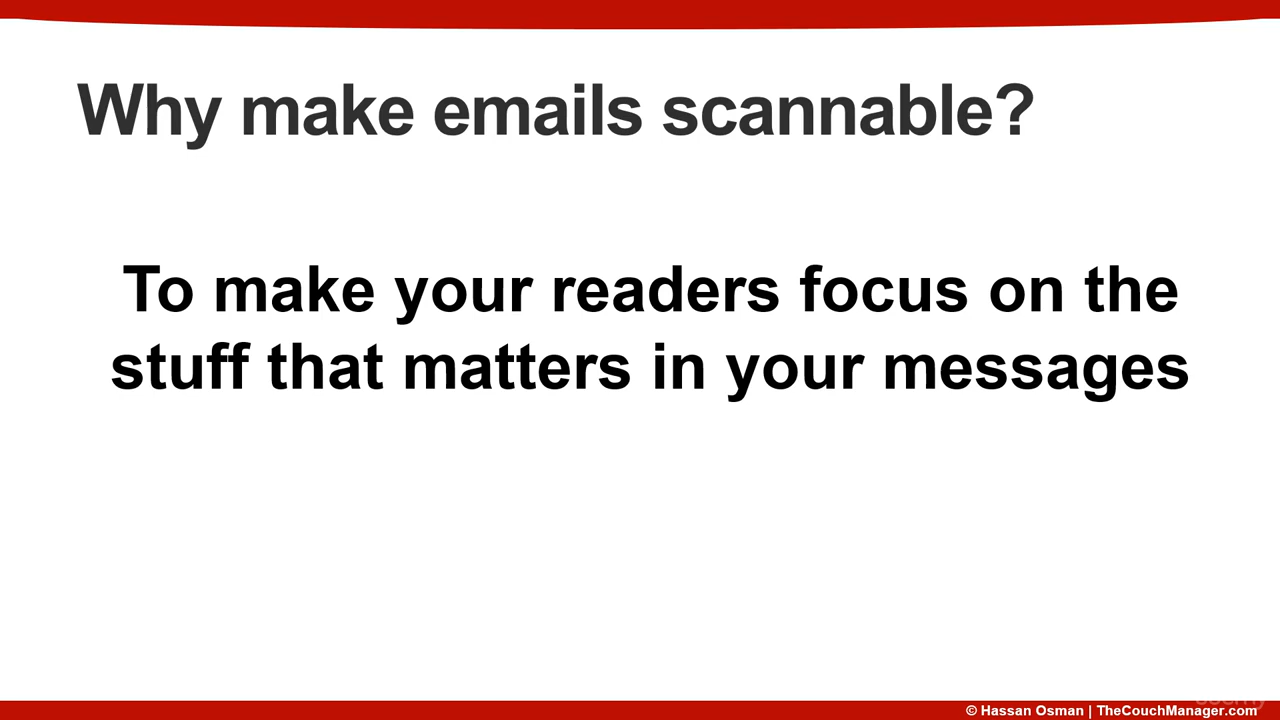 Why make emails scannable?
To make your readers focus on the
stuff that matters in your messages
© Hassan Osman | TheCouchManager.com